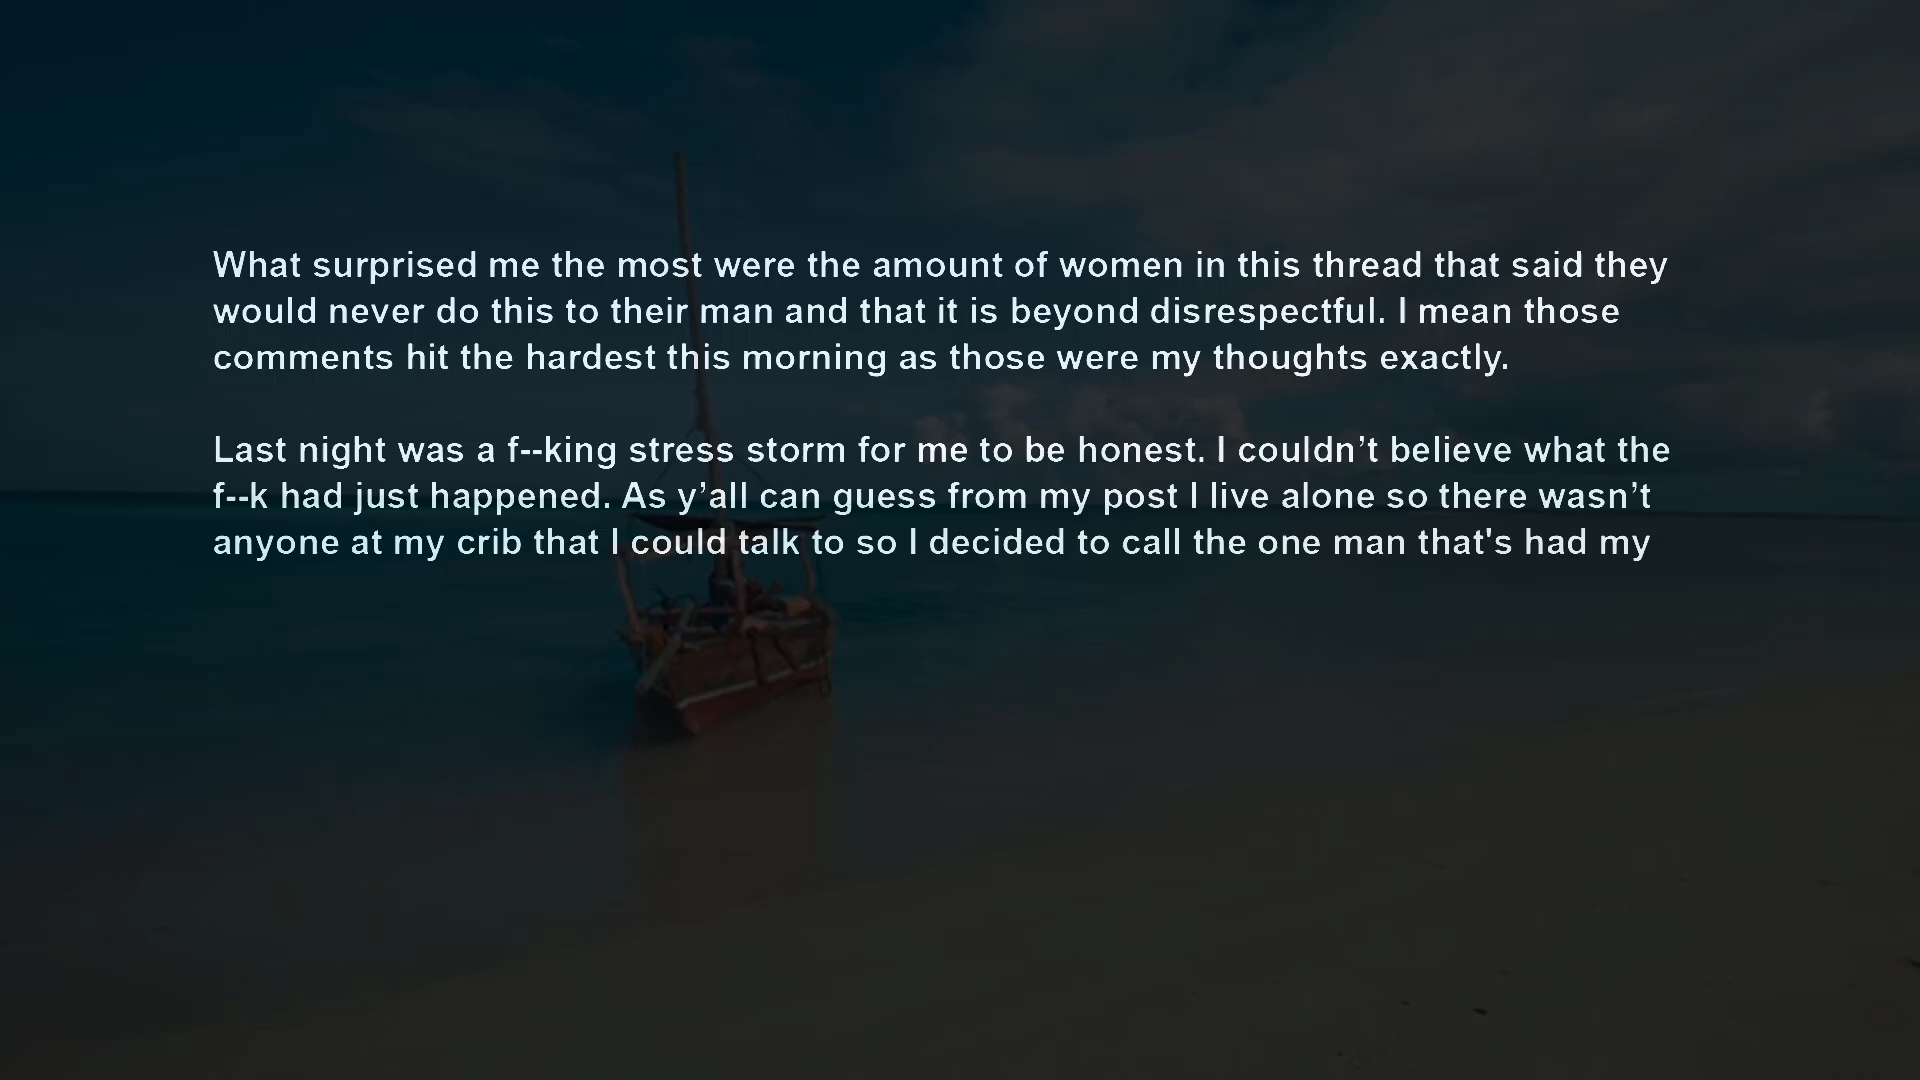 What surprised me the most were the amount of women in this thread that said they
would never do this to their man and that it is beyond disrespectful. I mean those
comments hit the hardest this morning as those were my thoughts exactly.
Last night was a f--king stress storm for me to be honest. I couldn’t believe what the
f--k had just happened. As y’all can guess from my post I live alone so there wasn’t
anyone at my crib that I could talk to so I decided to call the one man that's had my